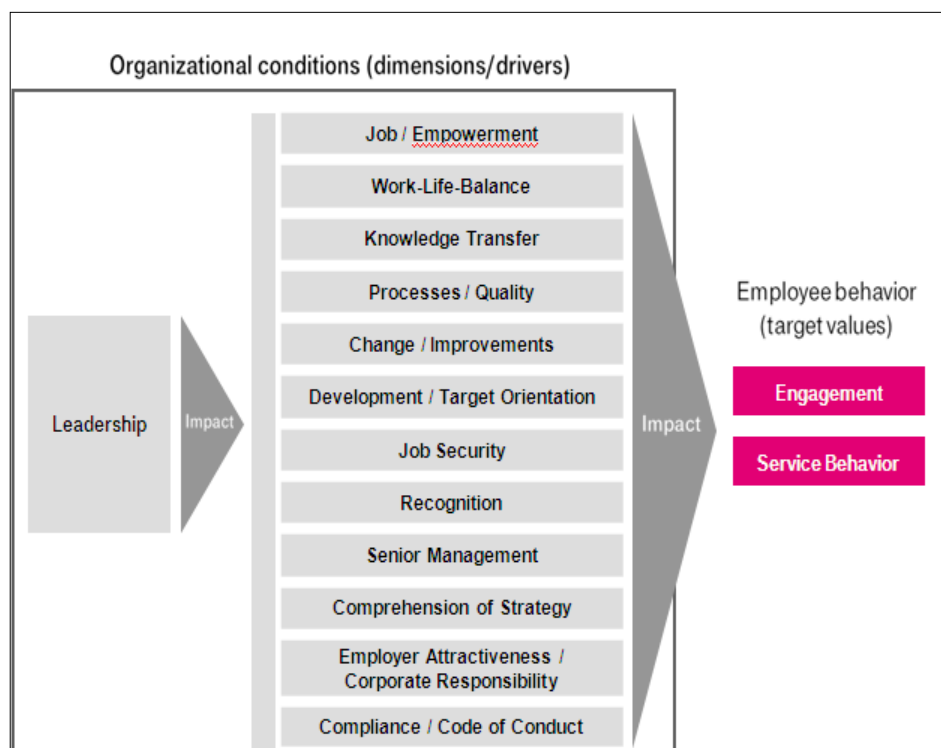 Organizational conditions (dimensions/drivers)
Job / Empowerment
Work-Life-Balance
Knowledge Transfer
Processes / Quality
Change / Improvements
Development / Target Orientation
Job Security
Recognition
Senior Management
Comprehension of Strategy
Employer Attractiveness /
Corporate Responsibility
Compliance / Code of Conduct
Leadership
Impact
Impact
Employee behavior
(target values)
Engagement
Service Behavior